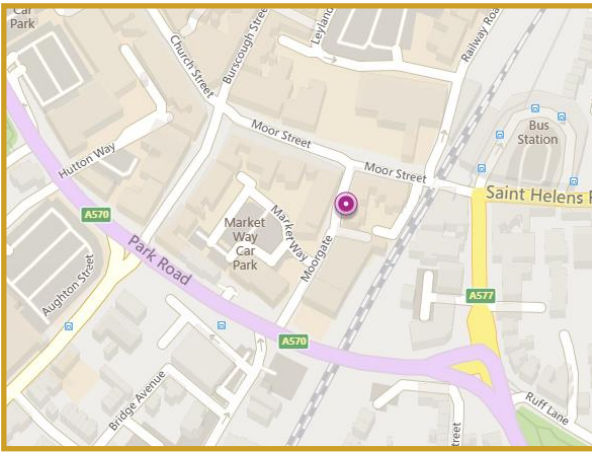 Car
Park
Church Street
Burscough Street
Leyland
Railway Roa
Moor Street
Moor Street
Bus
Station
Hutton Way
Saint Helens R
A570
Market
Way
Car
Park
Market Way
Moorgate
Park Road
Aughton Street
A577
A570
Bridge Avenue
Ruff Lane
treet